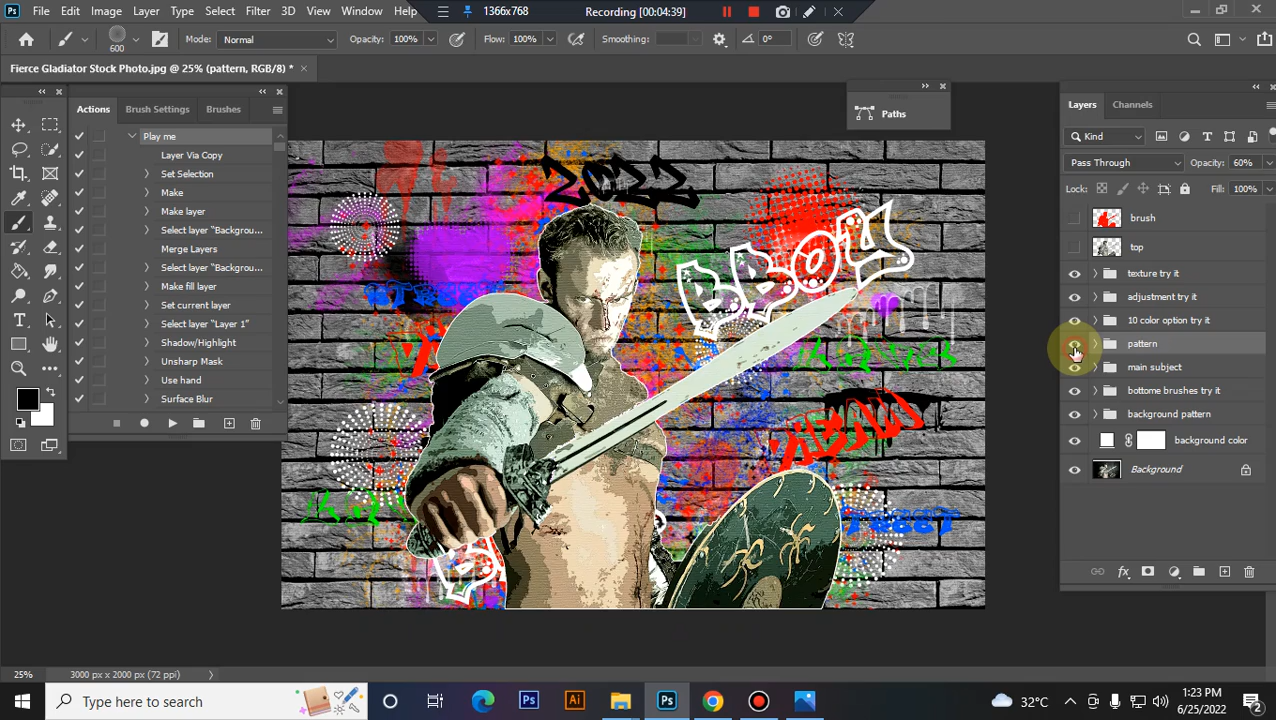 File Edit Image Layer Type Select Filter 3D View Window Help
1366x768 Recording [00:04:39]
600 Mode: Normal Opacity: 100% Flow: 100% Smoothing: 0°
Fierce Gladiator Stock Photo.jpg @ 25% (pattern, RGB/8) *
Actions Brush Settings Brushes
Play me
Layer Via Copy
Set Selection
Make
Make layer
Select layer "Backgrou...
Merge Layers
Select layer "Backgrou...
Make fill layer
Set current layer
Select layer "Layer 1"
Shadow/Highlight
Unsharp Mask
Use hand
Surface Blur
Paths
2022
BBOY
Layers Channels
Kind
Pass Through Opacity: 60%
Lock: Fill: 100%
brush
top
texture try it
adjustment try it
10 color option try it
pattern
main subject
bottome brushes try it
background pattern
background color
Background
25% 3000 px x 2000 px (72 ppi)
Type here to search
Ps Ai Ps
32°C
1:23 PM
6/25/2022
2